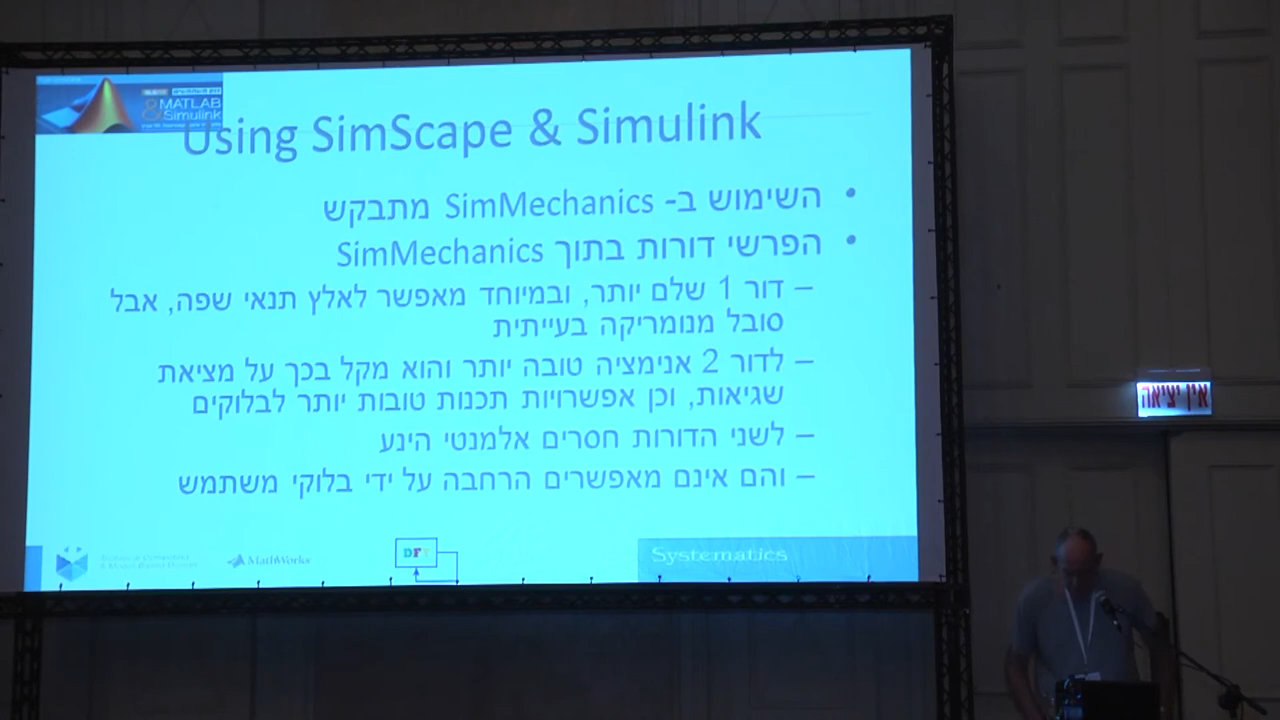 MATLAB
& Simulink
Using SimScape & Simulink
• השימוש ב- SimMechanics מתבקש
• הפרשי דורות בתוך SimMechanics
– דור 1 שלם יותר, ובמיוחד מאפשר לאלץ תנאי שפה, אבל
סובל מנומריקה בעייתית
– לדור 2 אנימציה טובה יותר והוא מקל בכך על מציאת
שגיאות, וכן אפשרויות תכנות טובות יותר לבלוקים
– לשני הדורות חסרים אלמנטי הינע
– והם אינם מאפשרים הרחבה על ידי בלוקי משתמש
MathWorks
Systematics
אין יציאה